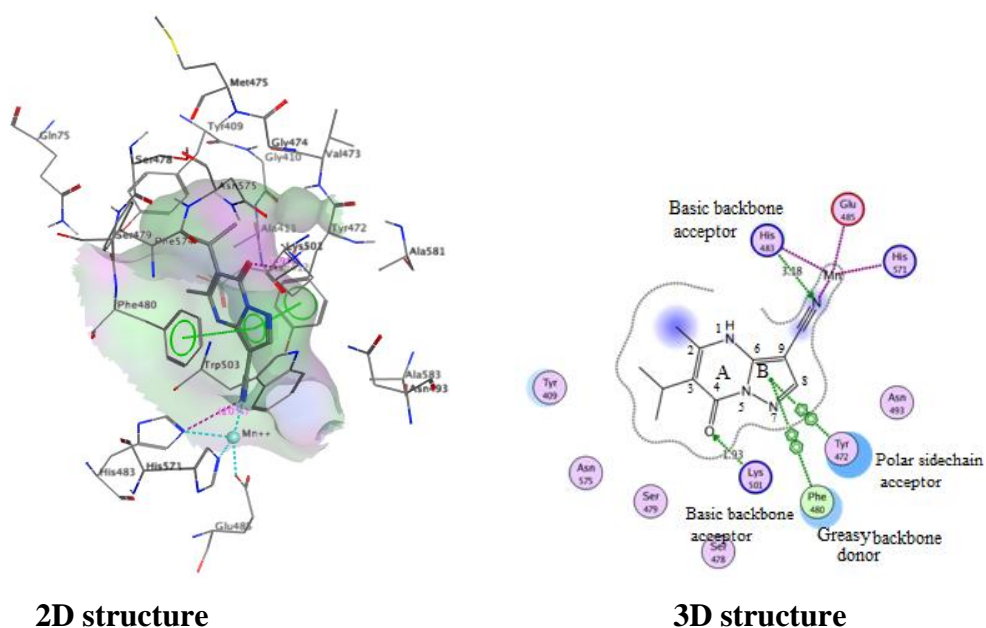 Met475
Tyr409
Gln75
Gly474
Gly410
Val473
Ser478
Asn575
Tyr472
Ala411
Lys501
Ser479
Phe574
Ala581
Phe480
Trp503
Ala583
Asn493
Mn++
His483
His571
Glu485
2D structure
Basic backbone
acceptor
Glu
485
His
483
His
571
3.18
Mn
N
H
1
N
6
9
2
A
B
8
3
4
N
5
N
7
O
Tyr
409
Asn
493
Tyr
472
Polar sidechain
acceptor
1.93
Lys
501
Asn
575
Ser
479
Phe
480
Basic backbone
acceptor
Greasy backbone
donor
Ser
478
3D structure